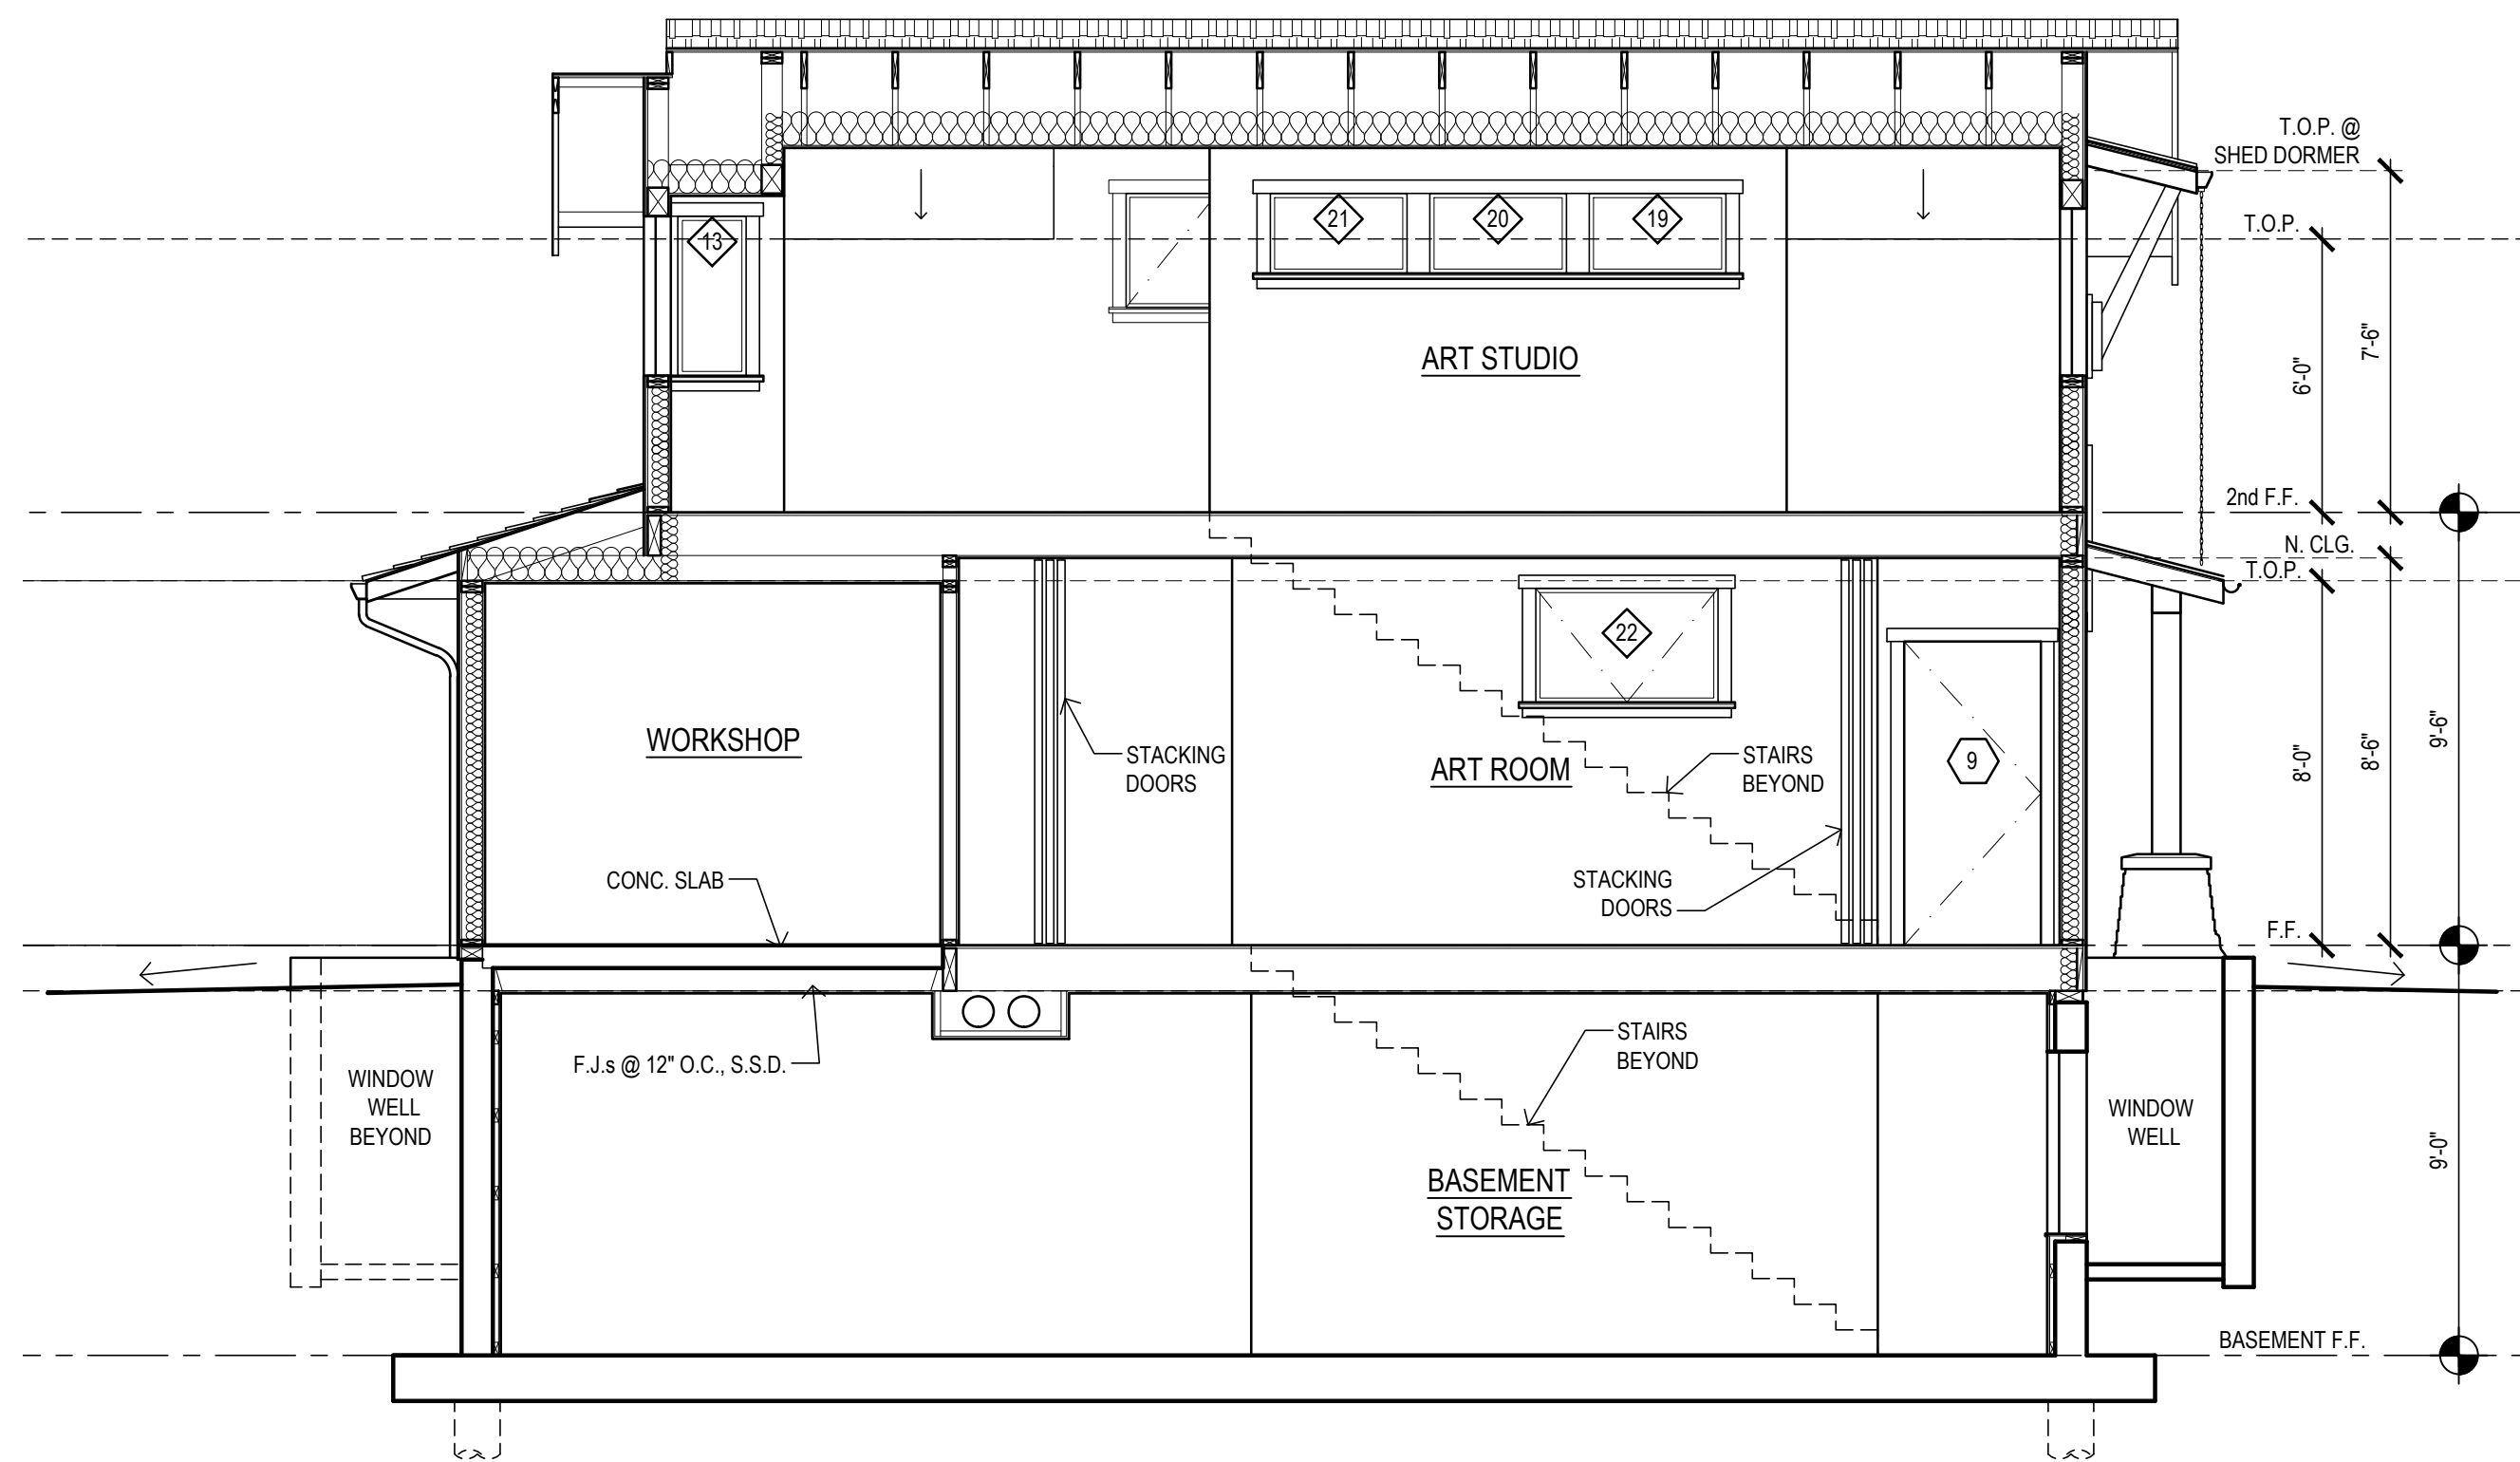 T.O.P. @
SHED DORMER
T.O.P.
13
21
20
19
ART STUDIO
6'-0"
7'-6"
2nd F.F.
N. CLG.
T.O.P.
22
WORKSHOP
STACKING
DOORS
ART ROOM
STAIRS
BEYOND
9
8'-0"
8'-6"
9'-6"
CONC. SLAB
STACKING
DOORS
F.F.
F.J.s @ 12" O.C., S.S.D.
STAIRS
BEYOND
WINDOW
WELL
BEYOND
WINDOW
WELL
9'-0"
BASEMENT
STORAGE
BASEMENT F.F.